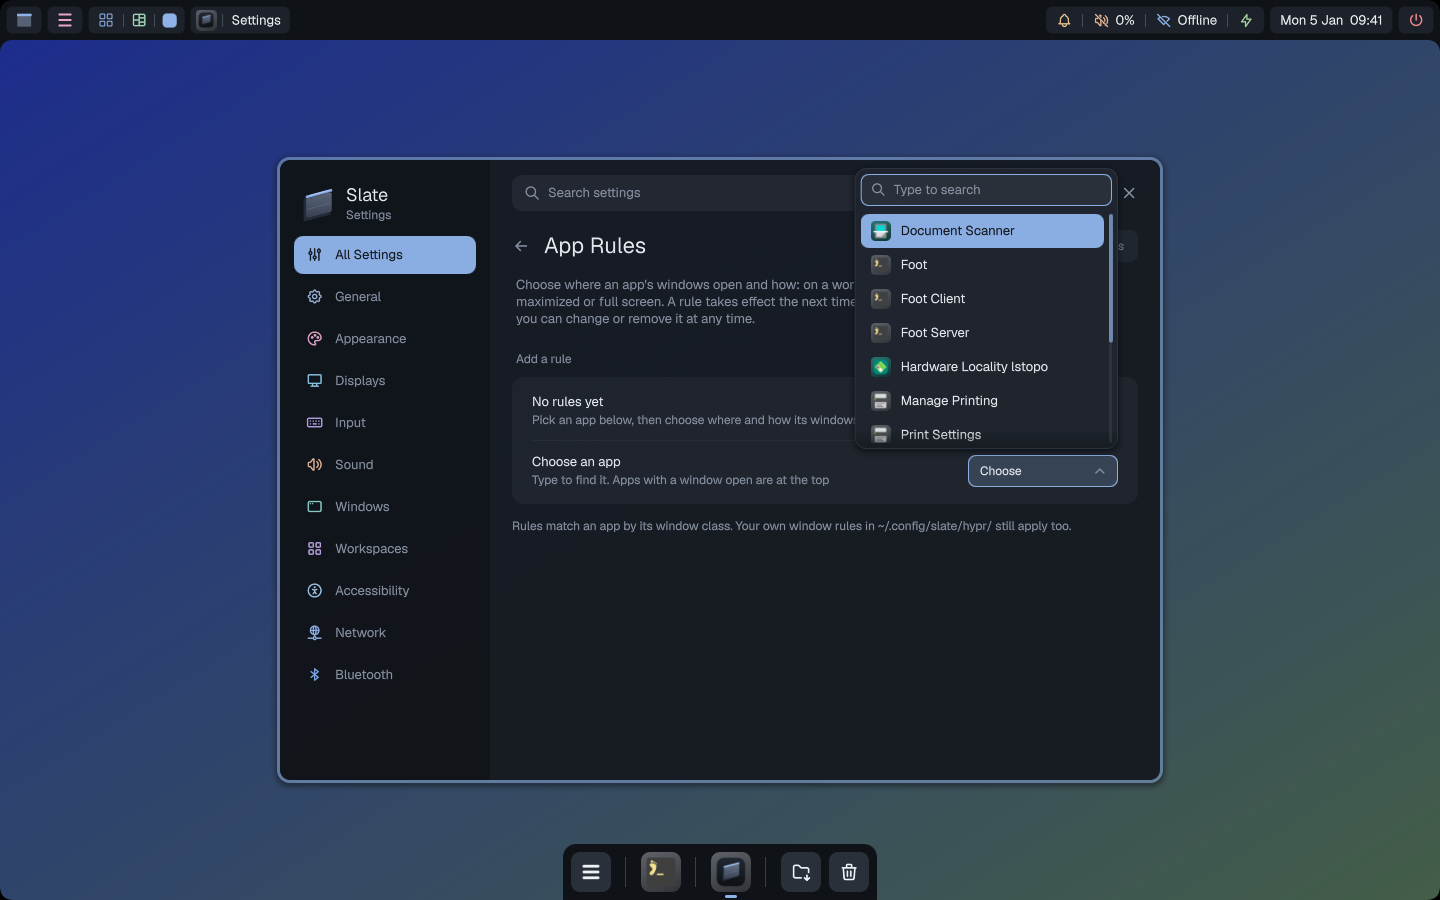 Settings
0%
Offline
Mon 5 Jan 09:41
Slate
Settings
Search settings
Type to search
All Settings
General
Appearance
Displays
Input
Sound
Windows
Workspaces
Accessibility
Network
Bluetooth
App Rules
Choose where an app's windows open and how: on a wor
maximized or full screen. A rule takes effect the next time
you can change or remove it at any time.
Document Scanner
Foot
Foot Client
Foot Server
Hardware Locality lstopo
Manage Printing
Print Settings
Add a rule
No rules yet
Pick an app below, then choose where and how its windows
Choose an app
Type to find it. Apps with a window open are at the top
Choose
Rules match an app by its window class. Your own window rules in ~/.config/slate/hypr/ still apply too.